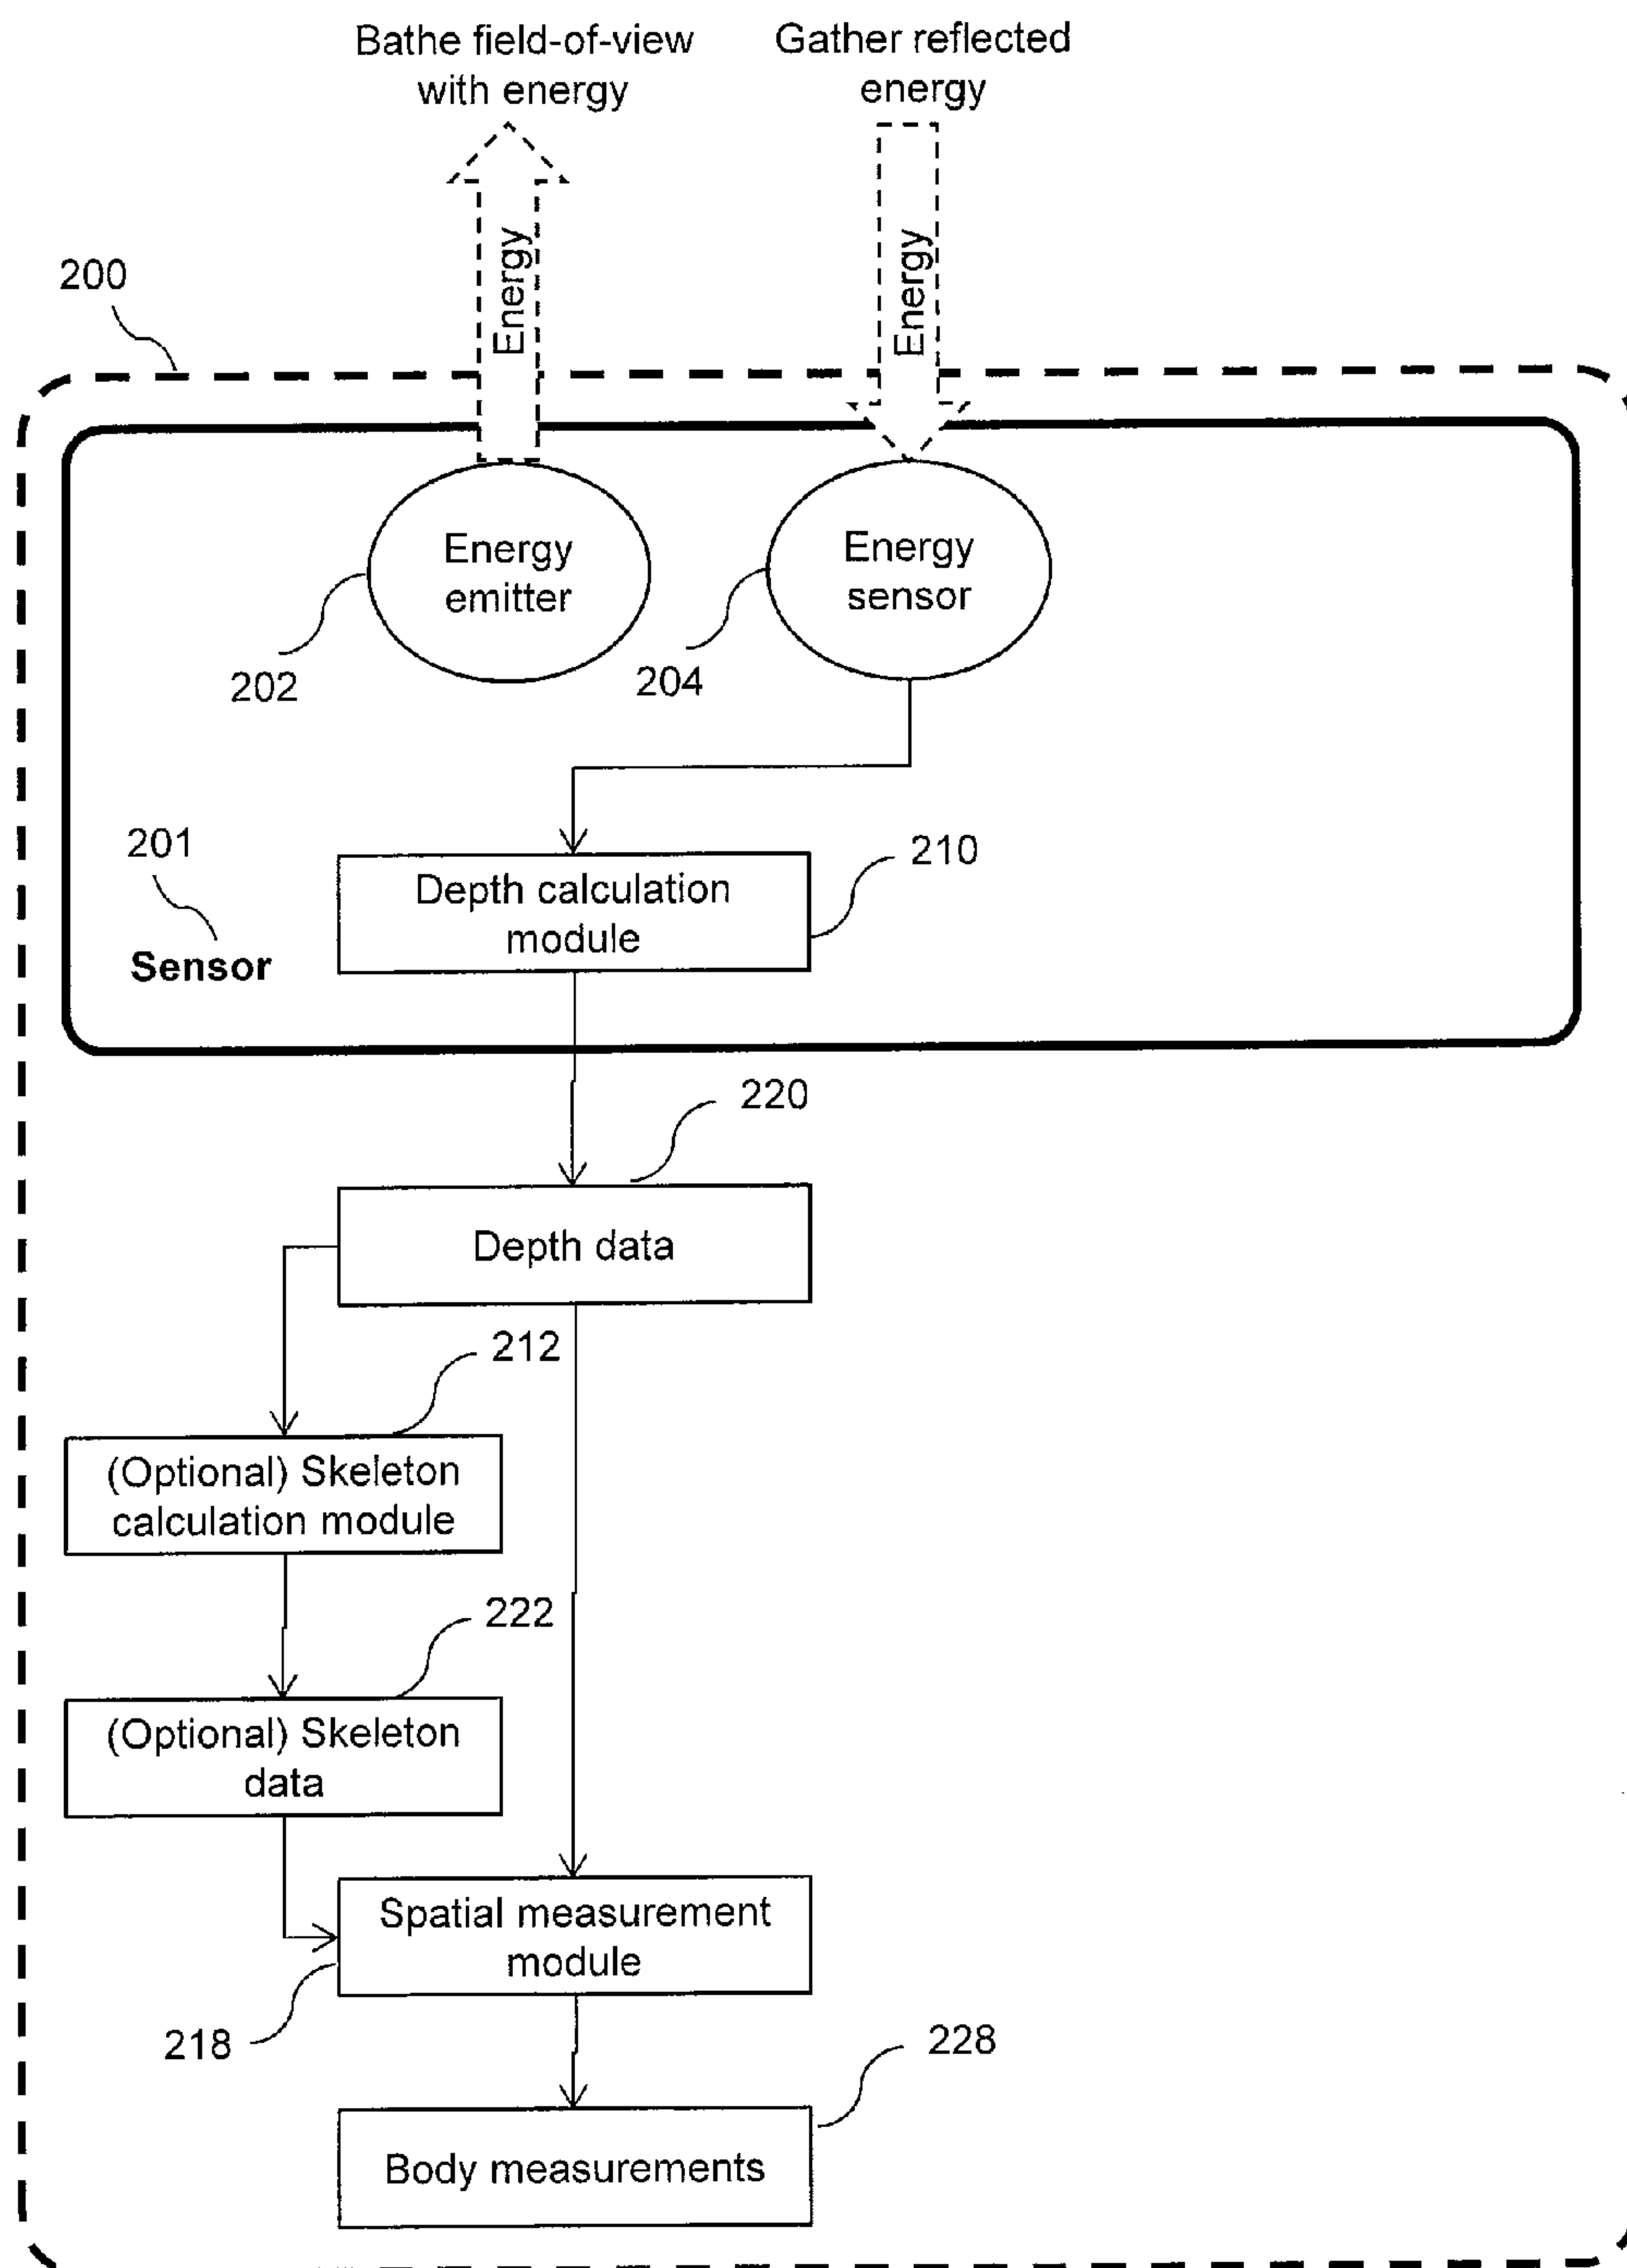 Bathe field-of-view
with energy
Gather reflected
energy
Energy
Energy
200
Energy
emitter
Energy
sensor
202
204
201
Sensor
Depth calculation
module
210
220
Depth data
212
(Optional) Skeleton
calculation module
222
(Optional) Skeleton
data
Spatial measurement
module
218
228
Body measurements